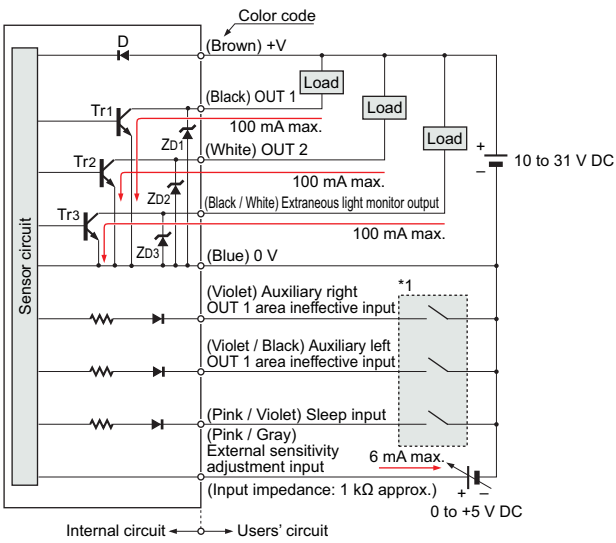 Color code
D
(Brown) +V
Load
(Black) OUT 1
Tr1
Load
100 mA max.
Load
ZD1
(White) OUT 2
Tr2
+
10 to 31 V DC
–
100 mA max.
ZD2
(Black / White) Extraneous light monitor output
Tr3
100 mA max.
ZD3
(Blue) 0 V
Sensor circuit
*1
(Violet) Auxiliary right
OUT 1 area ineffective input
(Violet / Black) Auxiliary left
OUT 1 area ineffective input
(Pink / Violet) Sleep input
(Pink / Gray)
External sensitivity
adjustment input
6 mA max.
(Input impedance: 1 kΩ approx.)
+ –
0 to +5 V DC
Internal circuit
Users' circuit